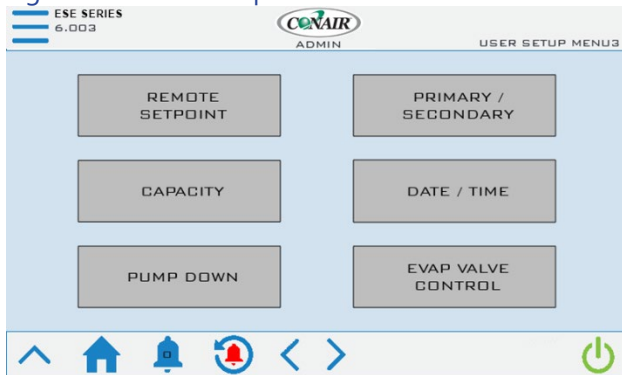 ESE SERIES
6.003
CONAIR
ADMIN
USER SETUP MENU3
REMOTE
SETPOINT
PRIMARY /
SECONDARY
CAPACITY
DATE / TIME
PUMP DOWN
EVAP VALVE
CONTROL
0